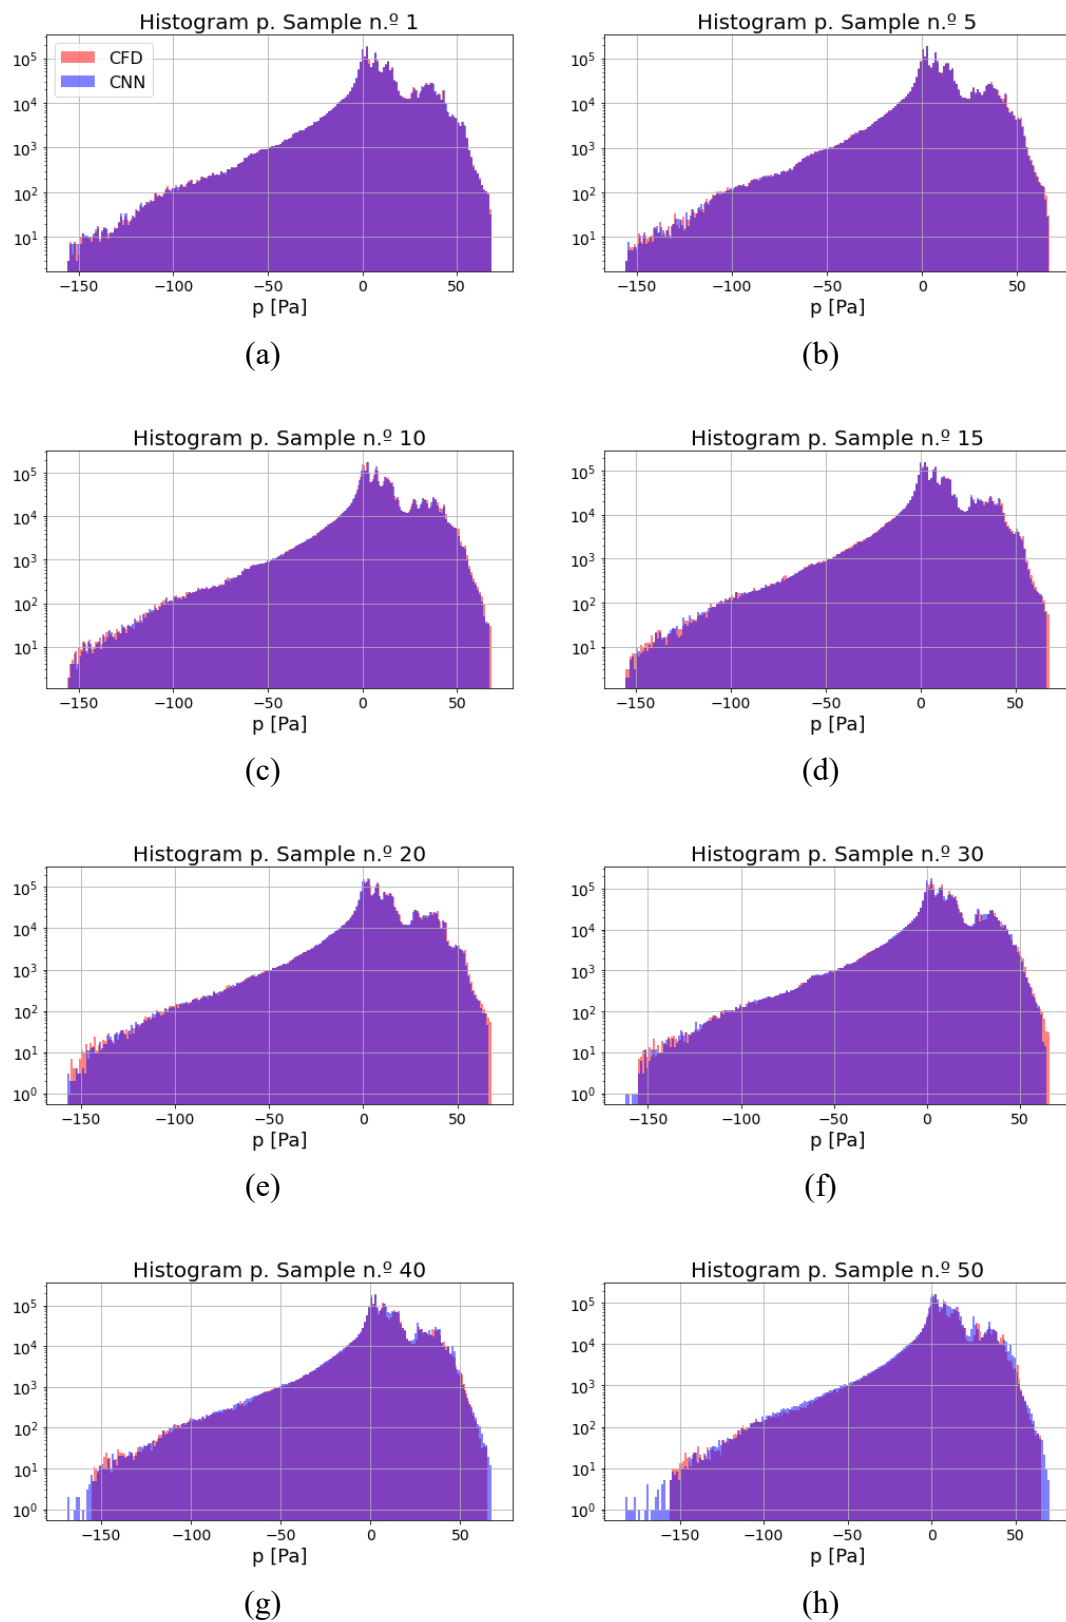 Histogram p. Sample n.º 1
CFD
CNN
10⁵
10⁴
10³
10²
10¹
−150 −100 −50 0 50
p [Pa]
(a)
Histogram p. Sample n.º 5
10⁵
10⁴
10³
10²
10¹
−150 −100 −50 0 50
p [Pa]
(b)
Histogram p. Sample n.º 10
10⁵
10⁴
10³
10²
10¹
−150 −100 −50 0 50
p [Pa]
(c)
Histogram p. Sample n.º 15
10⁵
10⁴
10³
10²
10¹
−150 −100 −50 0 50
p [Pa]
(d)
Histogram p. Sample n.º 20
10⁵
10⁴
10³
10²
10¹
10⁰
−150 −100 −50 0 50
p [Pa]
(e)
Histogram p. Sample n.º 30
10⁵
10⁴
10³
10²
10¹
10⁰
−150 −100 −50 0 50
p [Pa]
(f)
Histogram p. Sample n.º 40
10⁵
10⁴
10³
10²
10¹
10⁰
−150 −100 −50 0 50
p [Pa]
(g)
Histogram p. Sample n.º 50
10⁵
10⁴
10³
10²
10¹
10⁰
−150 −100 −50 0 50
p [Pa]
(h)